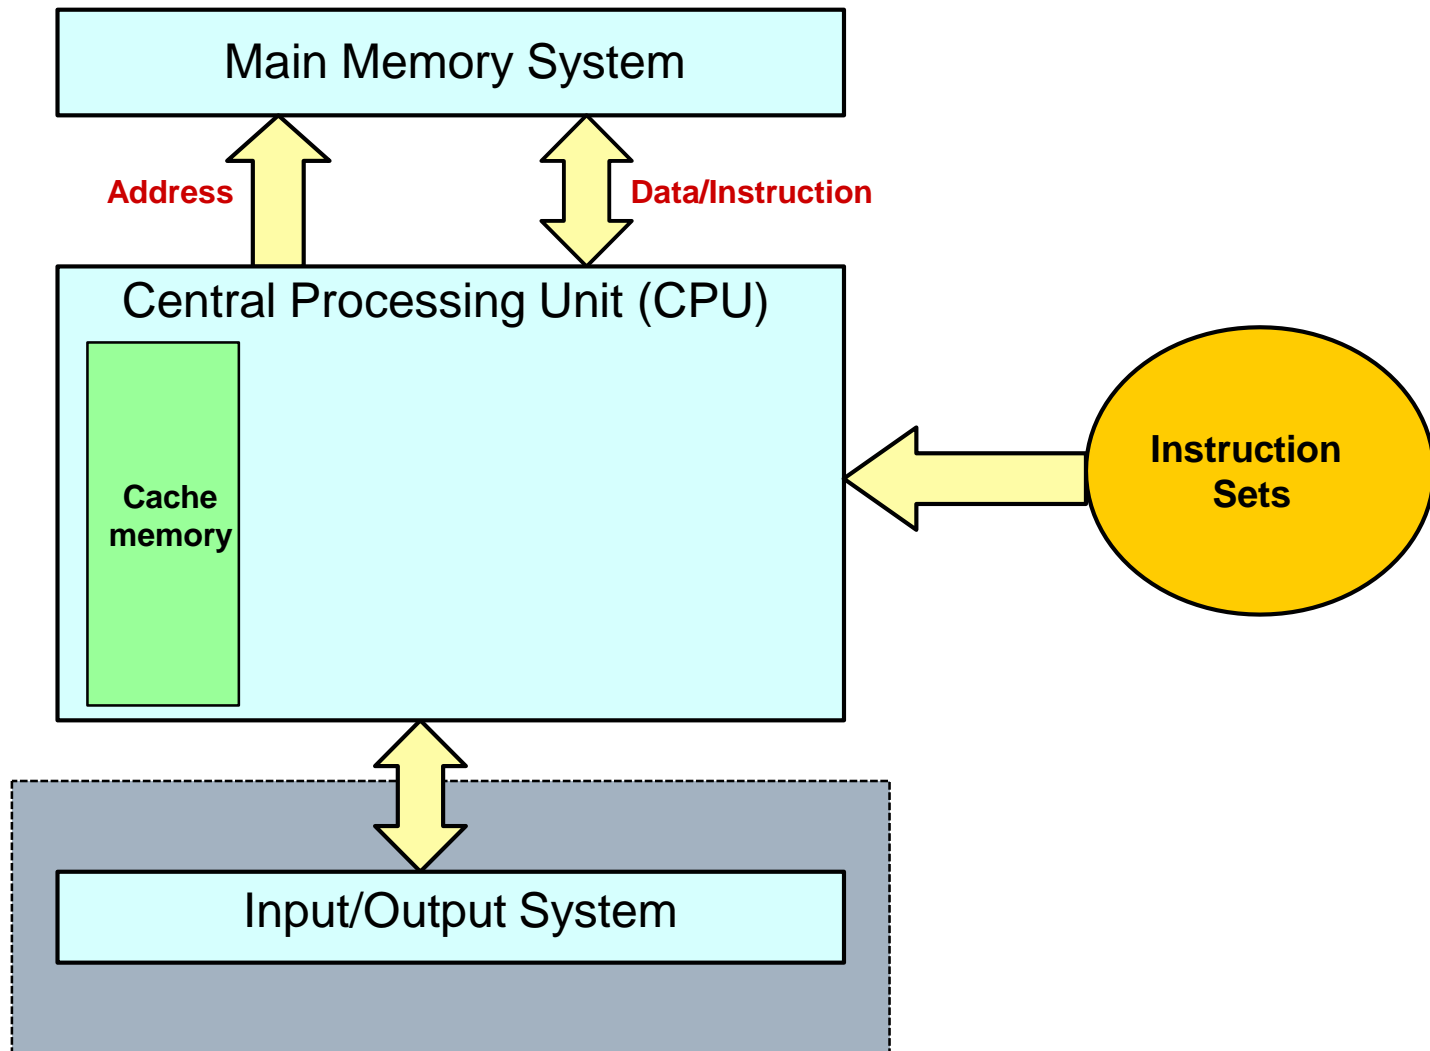 Main Memory System
Address
Data/Instruction
Central Processing Unit (CPU)
Cache
memory
Instruction
Sets
Input/Output System